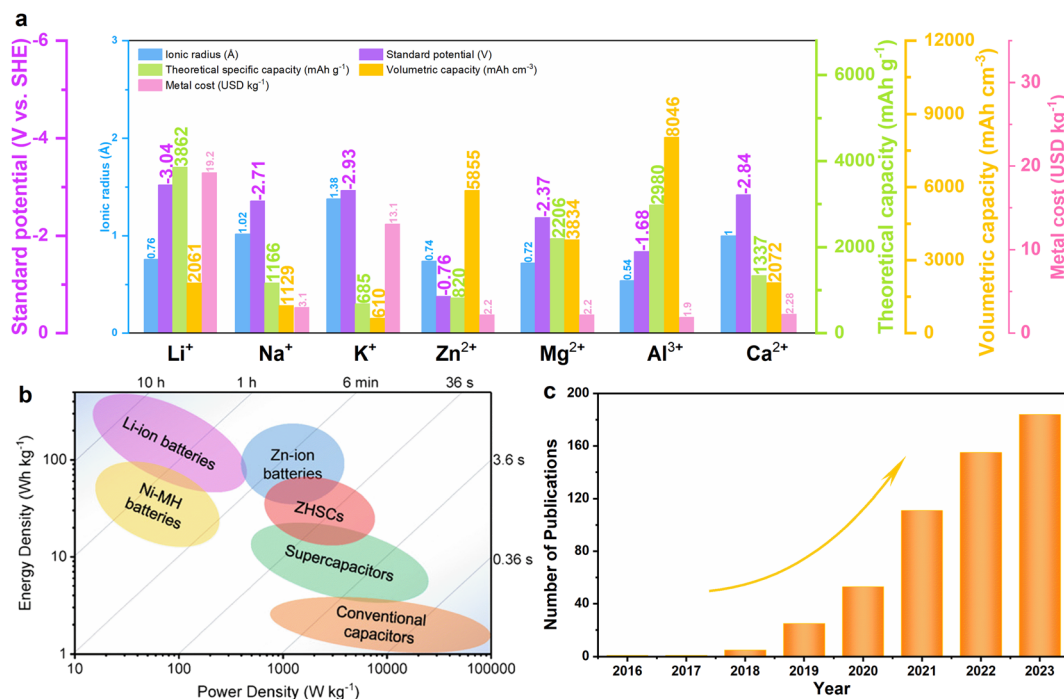 a
Standard potential (V vs. SHE)
-6
-4
-2
0
Ionic radius (Å)
3
2
1
0
Ionic radius (Å)
Standard potential (V)
Theoretical specific capacity (mAh g⁻¹)
Volumetric capacity (mAh cm⁻³)
Metal cost (USD kg⁻¹)
0.76
-3.04
3862
2061
19.2
1.02
-2.71
1166
1129
3.1
1.38
-2.93
685
610
13.1
0.74
-0.76
820
5855
2.2
0.72
-2.37
2206
3834
2.2
0.54
-1.68
2980
8046
1.9
1
-2.84
1337
2072
2.28
Li⁺
Na⁺
K⁺
Zn²⁺
Mg²⁺
Al³⁺
Ca²⁺
6000
4000
2000
0
Theoretical capacity (mAh g⁻¹)
12000
9000
6000
3000
0
Volumetric capacity (mAh cm⁻³)
30
20
10
0
Metal cost (USD kg⁻¹)
b
10 h
1 h
6 min
36 s
3.6 s
0.36 s
Energy Density (Wh kg⁻¹)
100
10
1
Li-ion batteries
Ni-MH
batteries
Zn-ion
batteries
ZHSCs
Supercapacitors
Conventional
capacitors
10
100
1000
10000
100000
Power Density (W kg⁻¹)
c
Number of Publications
200
160
120
80
40
0
2016
2017
2018
2019
2020
2021
2022
2023
Year